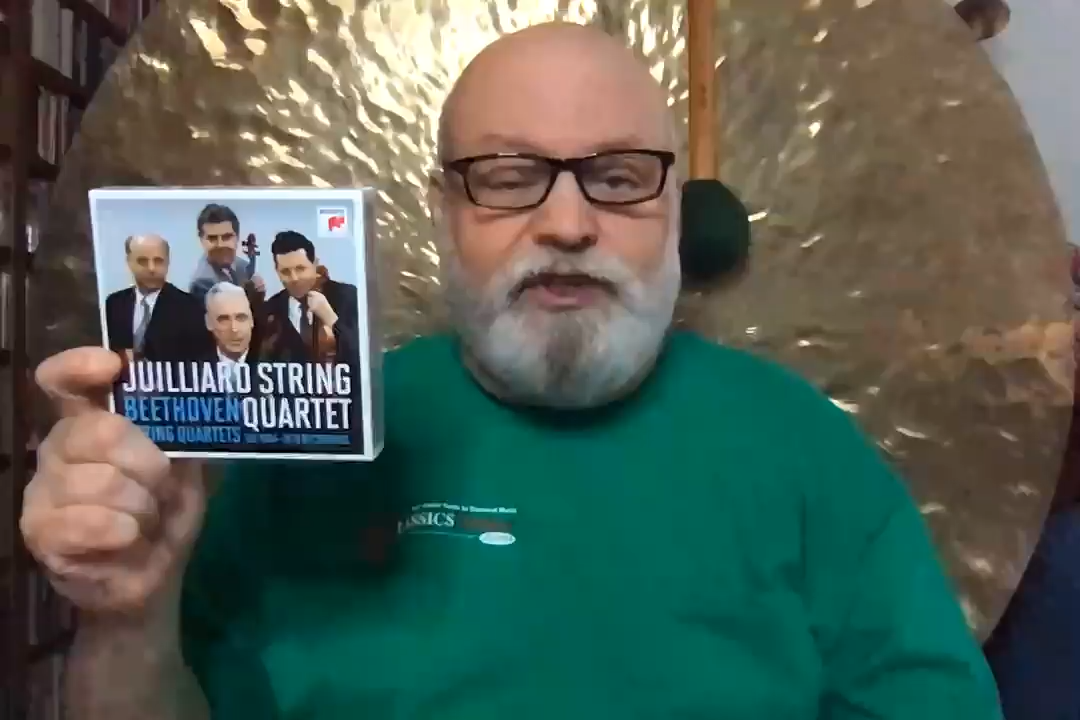 JUILLIARD STRING
BEETHOVEN QUARTET
STRING QUARTETS
CLASSICS